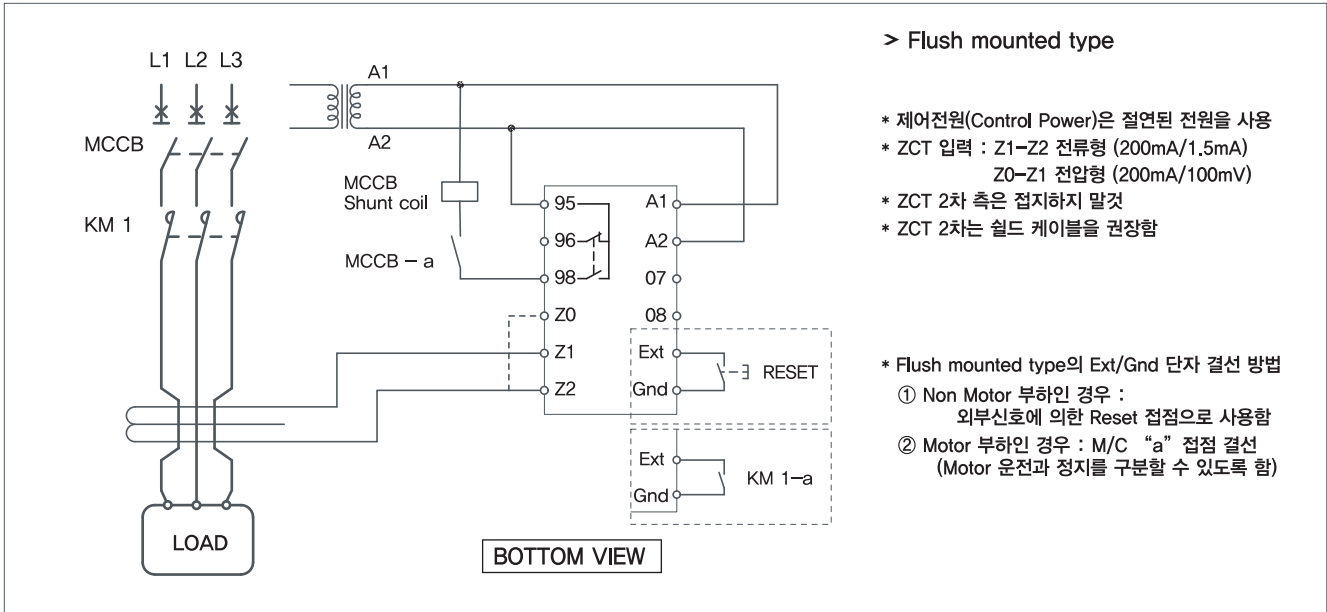 L1 L2 L3
MCCB
KM 1
LOAD
A1
A2
MCCB
Shunt coil
MCCB - a
95
96
98
Z0
Z1
Z2
A1
A2
07
08
Ext
Gnd
RESET
Ext
Gnd
KM 1-a
BOTTOM VIEW
> Flush mounted type
* 제어전원(Control Power)은 절연된 전원을 사용
* ZCT 입력 : Z1-Z2 전류형 (200mA/1.5mA)
Z0-Z1 전압형 (200mA/100mV)
* ZCT 2차 측은 접지하지 말것
* ZCT 2차는 쉴드 케이블을 권장함
* Flush mounted type의 Ext/Gnd 단자 결선 방법
① Non Motor 부하인 경우 :
외부신호에 의한 Reset 접점으로 사용함
② Motor 부하인 경우 : M/C “a” 접점 결선
(Motor 운전과 정지를 구분할 수 있도록 함)